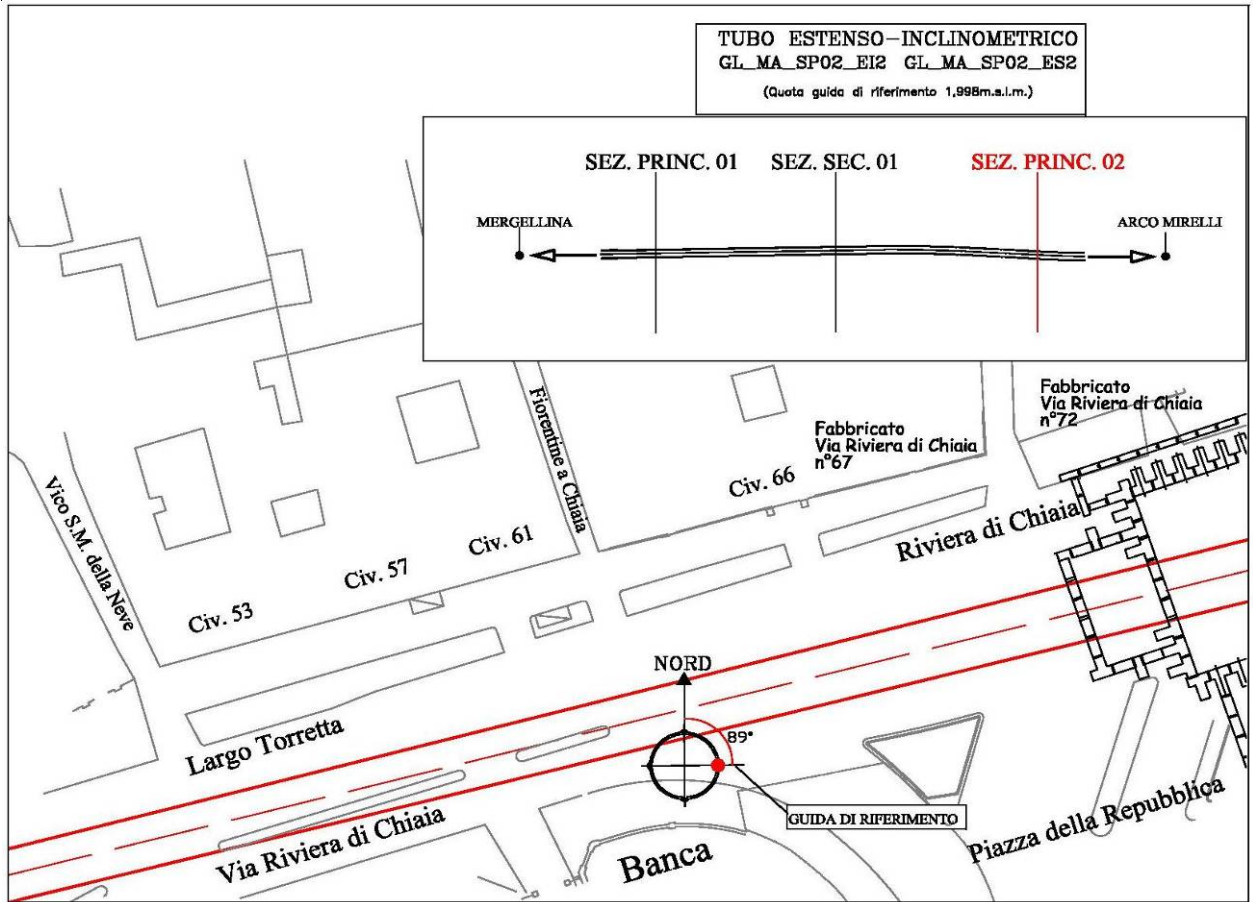 TUBO ESTENSO-INCLINOMETRICO
GL_MA_SP02_EI2 GL_MA_SP02_ES2
(Quota guida di riferimento 1,998m.s.l.m.)
SEZ. PRINC. 01
SEZ. SEC. 01
SEZ. PRINC. 02
MERGELLINA
ARCO MIRELLI
Fabbricato
Via Riviera di Chiaia
n°72
Fabbricato
Via Riviera di Chiaia
n°67
Fiorentine a Chiaia
Vico S.M. della Neve
Civ. 66
Civ. 61
Civ. 57
Civ. 53
Riviera di Chiaia
NORD
89°
Largo Torretta
GUIDA DI RIFERIMENTO
Via Riviera di Chiaia
Banca
Piazza della Repubblica